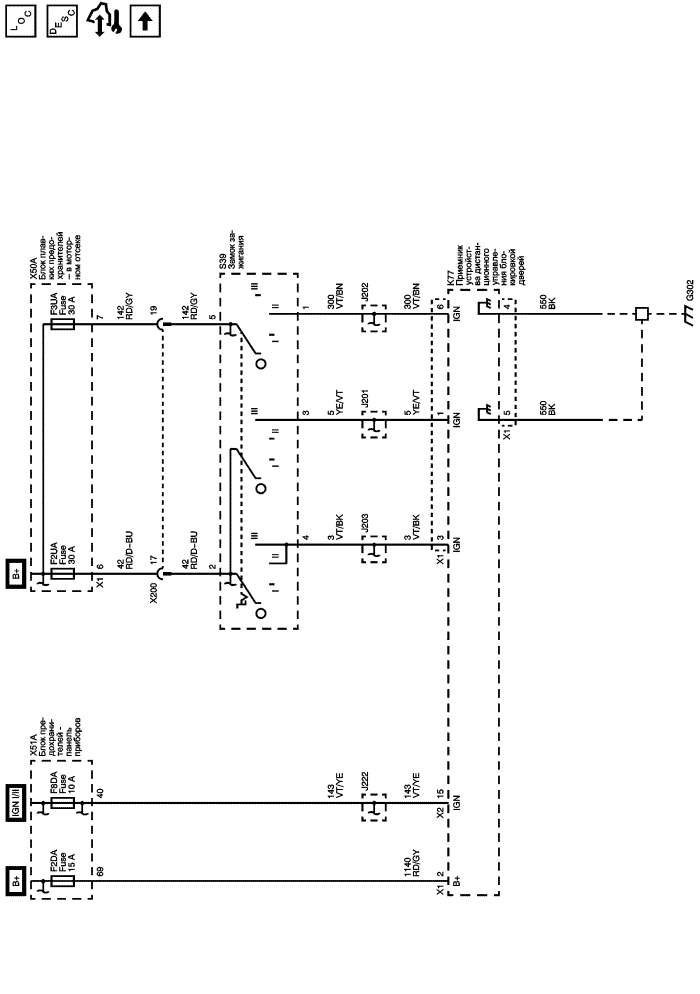 LOC
DESC
B+
F2DA
Fuse
15 A
69
IGN I/II
F8DA
Fuse
10 A
40
X51A
Блок пре-
дохрани-
телей -
панель
приборов
B+
F2UA
Fuse
30 A
X1
6
F3UA
Fuse
30 A
7
X50A
Блок плав-
ких предо-
хранителей
– в мотор-
ном отсеке
42
RD/D-BU
X200
17
42
RD/D-BU
142
RD/GY
19
142
RD/GY
S39
Замок за-
жигания
2
5
I
II
III
I
II
III
I
II
III
4
3
1
3
VT/BK
J203
3
VT/BK
5
YE/VT
J201
5
YE/VT
300
VT/BN
J202
300
VT/BN
143
VT/YE
J222
143
VT/YE
1140
RD/GY
X1
2
B+
X2
15
IGN
X1
3
IGN
1
IGN
6
IGN
K77
Приемник
устройст-
ва дистан-
ционного
управле-
ния бло-
кировкой
дверей
X1
5
4
550
BK
550
BK
G302